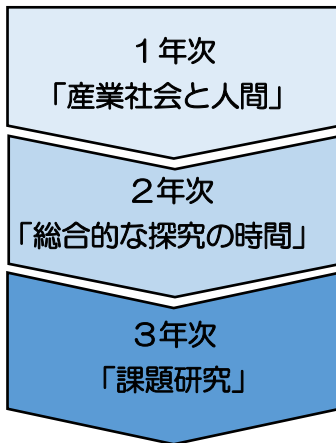 １年次
「産業社会と人間」
２年次
「総合的な探究の時間」
３年次
「課題研究」